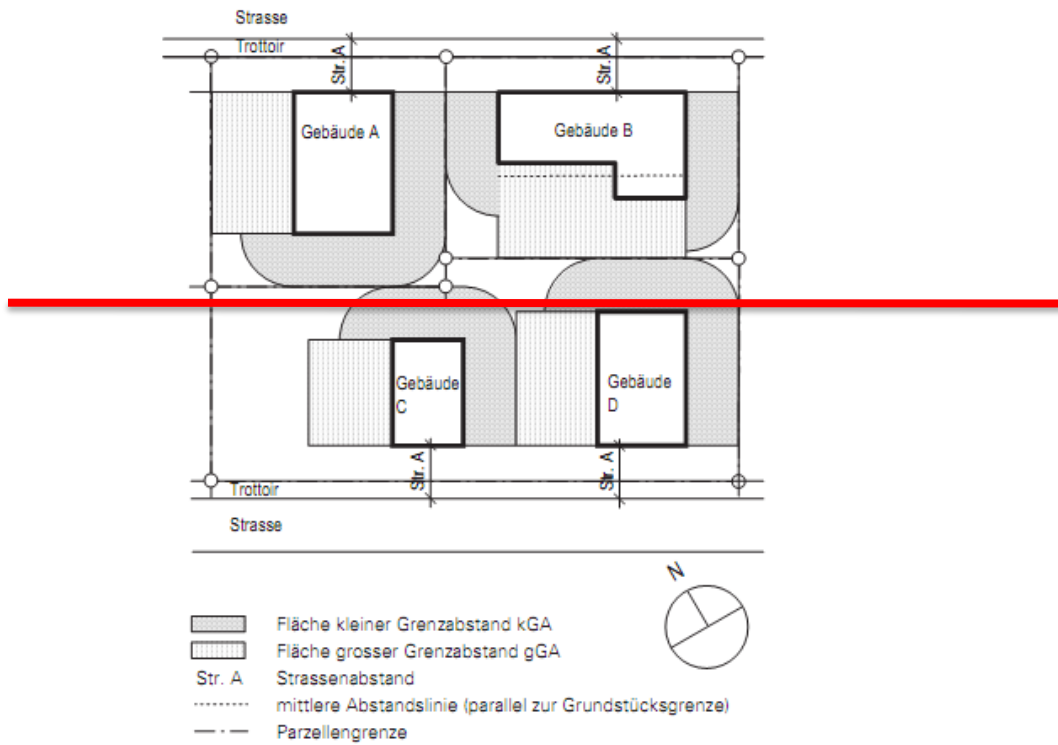 Strasse
Trottoir
Str. A
Str. A
Gebäude A
Gebäude B
Gebäude
C
Gebäude
D
Str. A
Str. A
Trottoir
Strasse
N
Fläche kleiner Grenzabstand kGA
Fläche grosser Grenzabstand gGA
Str. A Strassenabstand
mittlere Abstandslinie (parallel zur Grundstücksgrenze)
Parzellengrenze